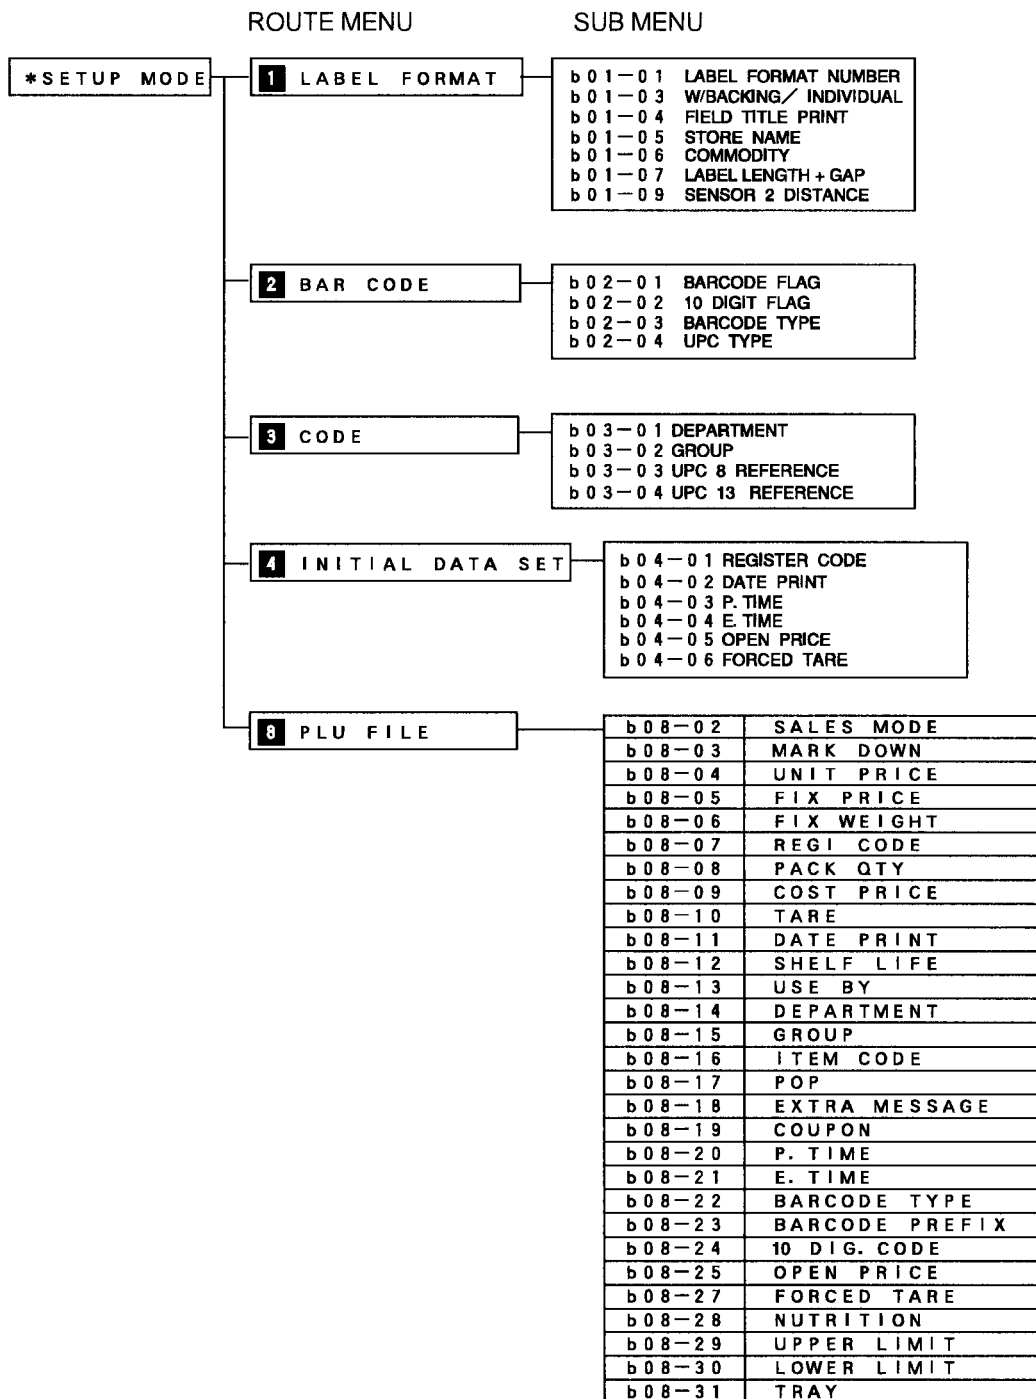 ROUTE MENU SUB MENU
*SETUP MODE
1 LABEL FORMAT
b01-01 LABEL FORMAT NUMBER
b01-03 W/BACKING/ INDIVIDUAL
b01-04 FIELD TITLE PRINT
b01-05 STORE NAME
b01-06 COMMODITY
b01-07 LABEL LENGTH + GAP
b01-09 SENSOR 2 DISTANCE
2 BAR CODE
b02-01 BARCODE FLAG
b02-02 10 DIGIT FLAG
b02-03 BARCODE TYPE
b02-04 UPC TYPE
3 CODE
b03-01 DEPARTMENT
b03-02 GROUP
b03-03 UPC 8 REFERENCE
b03-04 UPC 13 REFERENCE
4 INITIAL DATA SET
b04-01 REGISTER CODE
b04-02 DATE PRINT
b04-03 P. TIME
b04-04 E. TIME
b04-05 OPEN PRICE
b04-06 FORCED TARE
8 PLU FILE
b08-02 SALES MODE
b08-03 MARK DOWN
b08-04 UNIT PRICE
b08-05 FIX PRICE
b08-06 FIX WEIGHT
b08-07 REGI CODE
b08-08 PACK QTY
b08-09 COST PRICE
b08-10 TARE
b08-11 DATE PRINT
b08-12 SHELF LIFE
b08-13 USE BY
b08-14 DEPARTMENT
b08-15 GROUP
b08-16 ITEM CODE
b08-17 POP
b08-18 EXTRA MESSAGE
b08-19 COUPON
b08-20 P. TIME
b08-21 E. TIME
b08-22 BARCODE TYPE
b08-23 BARCODE PREFIX
b08-24 10 DIG. CODE
b08-25 OPEN PRICE
b08-27 FORCED TARE
b08-28 NUTRITION
b08-29 UPPER LIMIT
b08-30 LOWER LIMIT
b08-31 TRAY